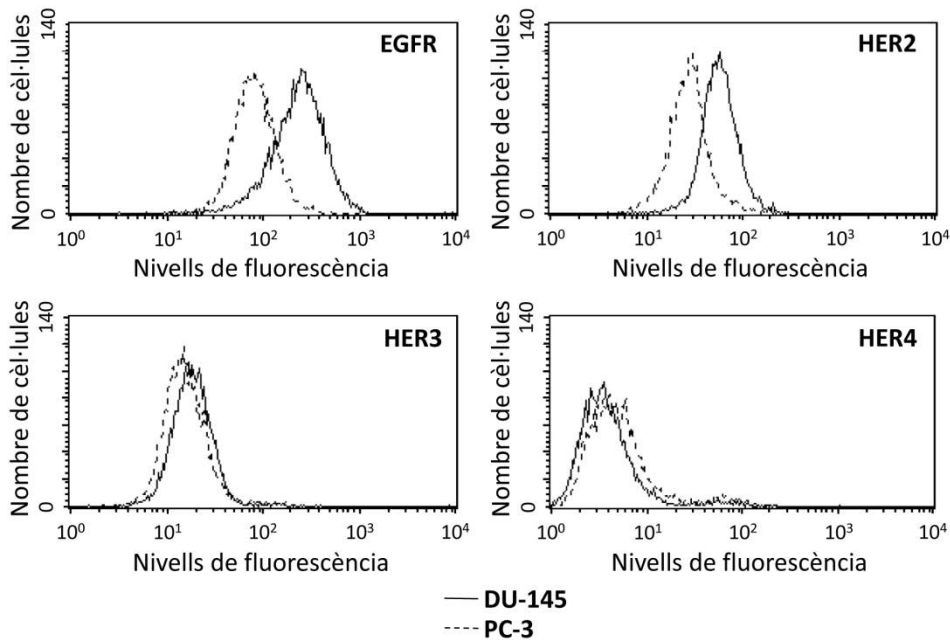 140
EGFR
Nombre de cèl·lules
0
10⁰ 10¹ 10² 10³ 10⁴
Nivells de fluorescència
140
HER2
Nombre de cèl·lules
0
10⁰ 10¹ 10² 10³ 10⁴
Nivells de fluorescència
140
HER3
Nombre de cèl·lules
0
10⁰ 10¹ 10² 10³ 10⁴
Nivells de fluorescència
140
HER4
Nombre de cèl·lules
0
10⁰ 10¹ 10² 10³ 10⁴
Nivells de fluorescència
DU-145
PC-3